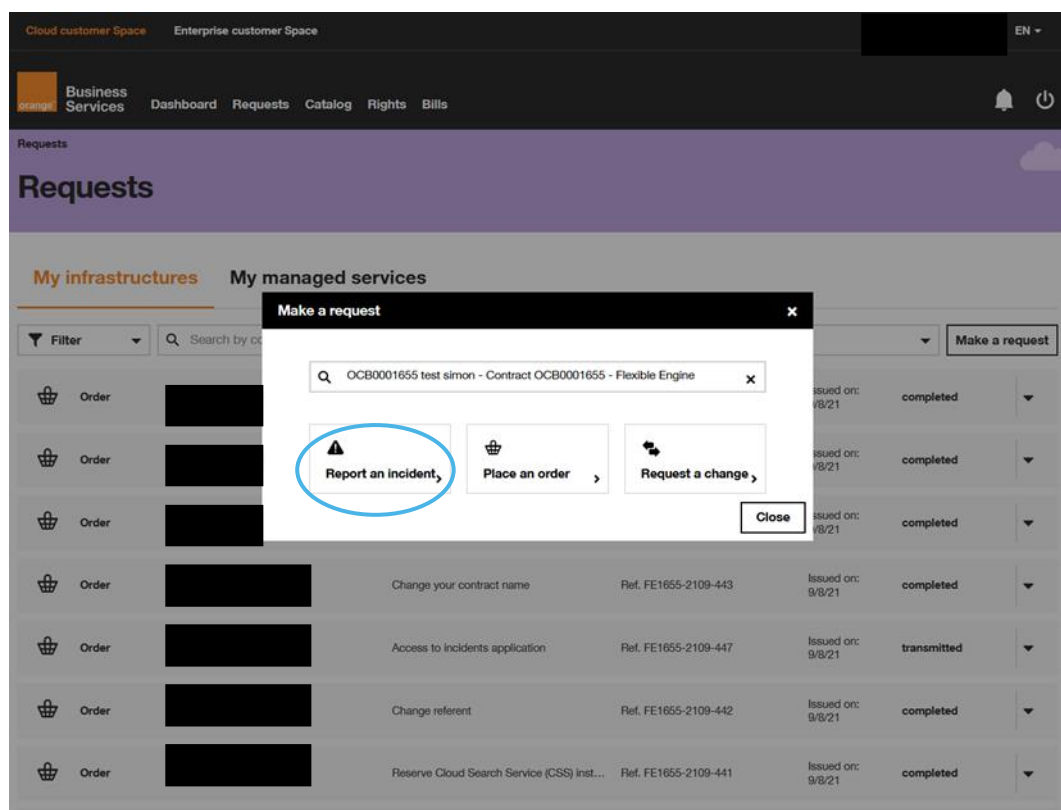 Cloud customer Space Enterprise customer Space EN
orange Business Services Dashboard Requests Catalog Rights Bills
Requests
Requests
My infrastructures My managed services
Make a request ×
Filter Search by Make a request
OCB0001655 test simon - Contract OCB0001655 - Flexible Engine ×
Report an incident Place an order Request a change
Close
Order issued on: 9/8/21 completed
Order issued on: 9/8/21 completed
Order issued on: 9/8/21 completed
Order Change your contract name Ref. FE1655-2109-443 Issued on: 9/8/21 completed
Order Access to incidents application Ref. FE1655-2109-447 Issued on: 9/8/21 transmitted
Order Change referent Ref. FE1655-2109-442 Issued on: 9/8/21 completed
Order Reserve Cloud Search Service (CSS) inst... Ref. FE1655-2109-441 Issued on: 9/8/21 completed